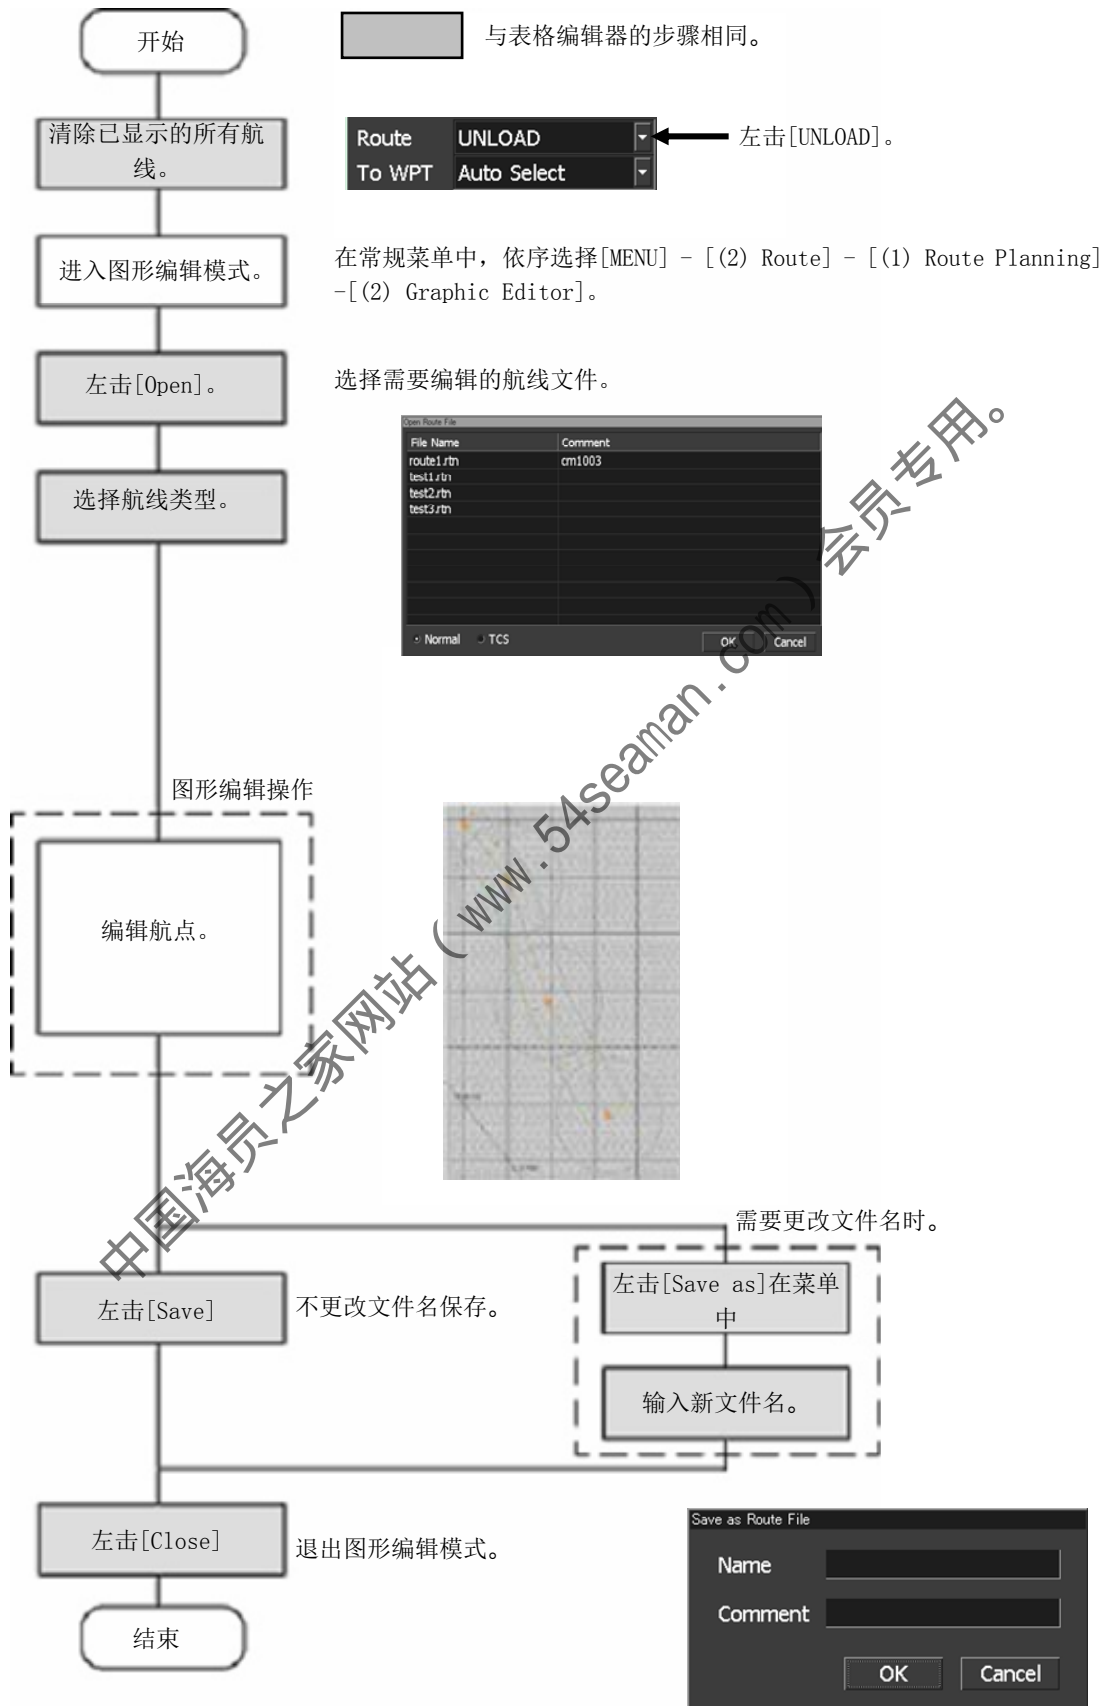 开始
与表格编辑器的步骤相同。
清除已显示的所有航
线。
Route UNLOAD
To WPT Auto Select
左击[UNLOAD]。
进入图形编辑模式。
在常规菜单中，依序选择[MENU] - [(2) Route] - [(1) Route Planning]
-[(2) Graphic Editor]。
左击[Open]。
选择需要编辑的航线文件。
选择航线类型。
Open Route File
File Name Comment
route1.rtn cm1003
test1.rtn
test2.rtn
test3.rtn
Normal TCS OK Cancel
图形编辑操作
编辑航点。
中国海员之家网站（www.54seaman.com）会员专用。
需要更改文件名时。
左击[Save]
不更改文件名保存。
左击[Save as]在菜单
中
输入新文件名。
左击[Close]
退出图形编辑模式。
结束
Save as Route File
Name
Comment
OK Cancel